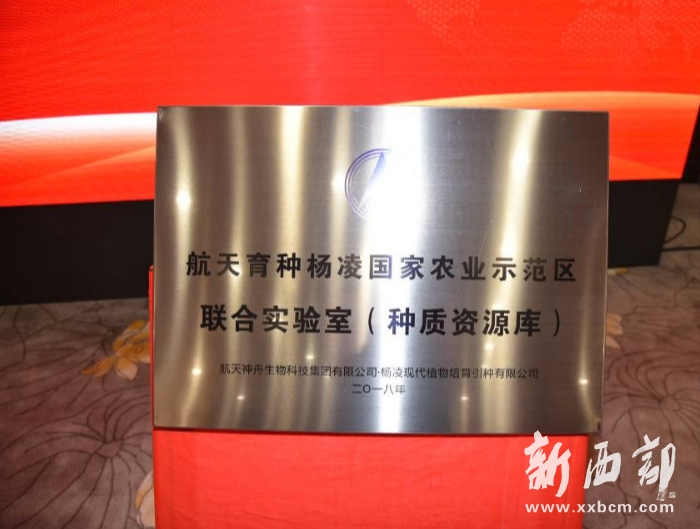 航天育种杨凌国家农业示范区
联合实验室（种质资源库）
航天神舟生物科技集团有限公司·杨凌现代植物培育引种有限公司
二〇一八年
新西部
www.xxbcm.com